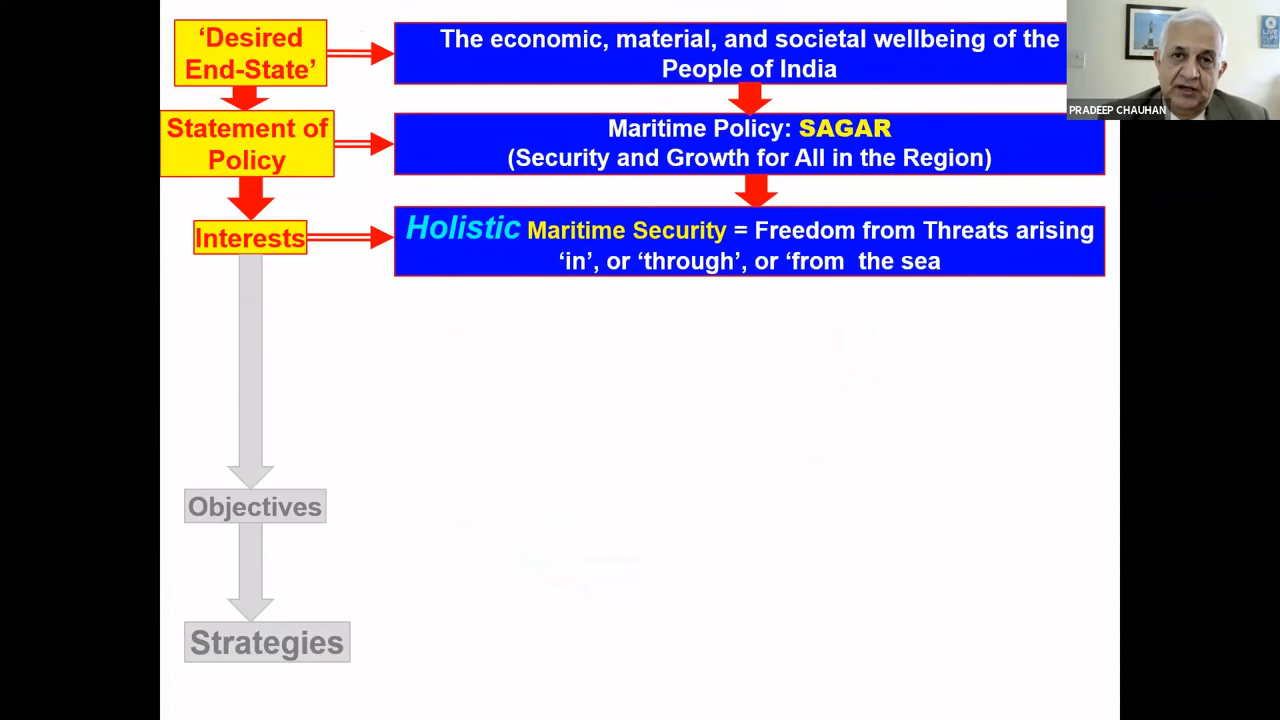 ‘Desired
End-State’
The economic, material, and societal wellbeing of the
People of India
PRADEEP CHAUHAN
Statement of
Policy
Maritime Policy: SAGAR
(Security and Growth for All in the Region)
Interests
Holistic Maritime Security = Freedom from Threats arising
‘in’, or ‘through’, or ‘from  the sea
Objectives
Strategies